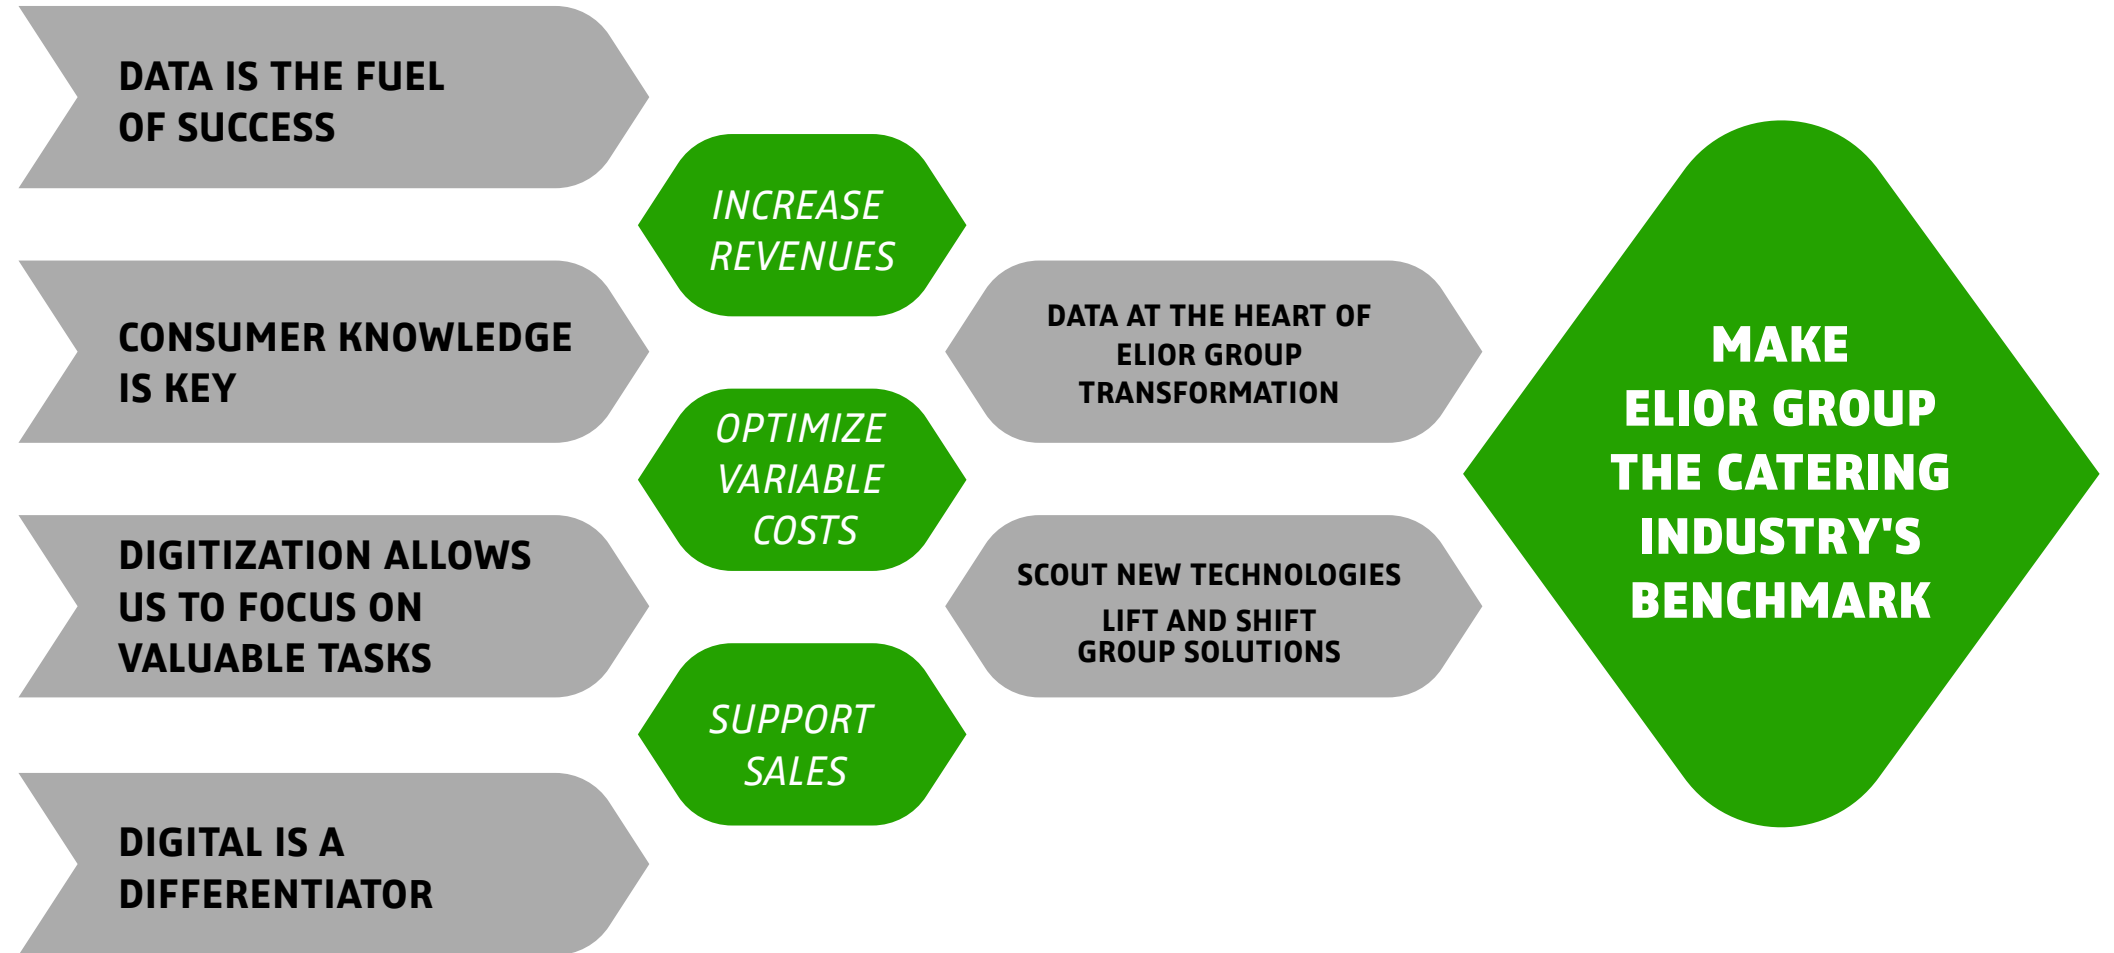 DATA IS THE FUEL
OF SUCCESS
CONSUMER KNOWLEDGE
IS KEY
DIGITIZATION ALLOWS
US TO FOCUS ON
VALUABLE TASKS
DIGITAL IS A
DIFFERENTIATOR
INCREASE
REVENUES
OPTIMIZE
VARIABLE
COSTS
SUPPORT
SALES
DATA AT THE HEART OF
ELIOR GROUP
TRANSFORMATION
SCOUT NEW TECHNOLOGIES
LIFT AND SHIFT
GROUP SOLUTIONS
MAKE
ELIOR GROUP
THE CATERING
INDUSTRY'S
BENCHMARK